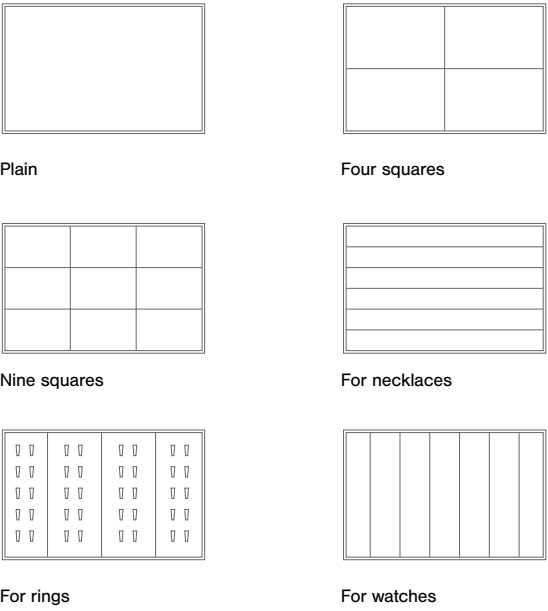 Plain
Four squares
Nine squares
For necklaces
For rings
For watches